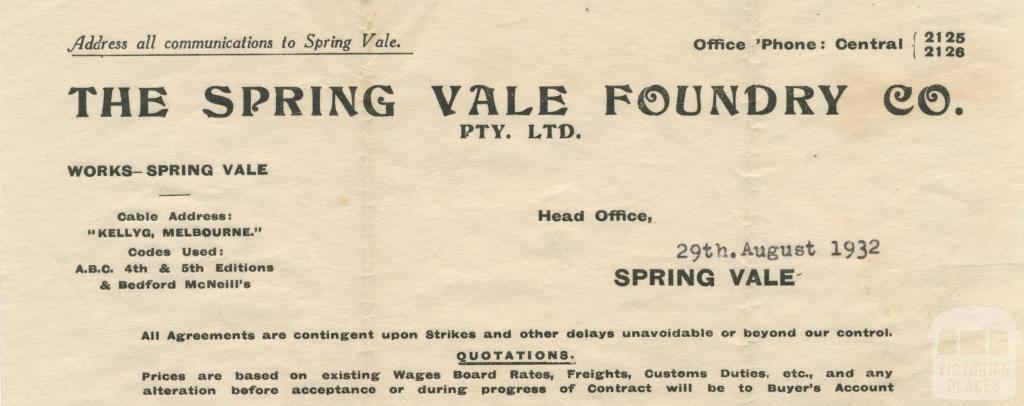 Address all communications to Spring Vale.
Office 'Phone: Central { 2125
2126
THE SPRING VALE FOUNDRY CO.
PTY. LTD.
WORKS—SPRING VALE
Cable Address:
"KELLYG, MELBOURNE."
Codes Used:
A.B.C. 4th & 5th Editions
& Bedford McNeill's
Head Office,
29th. August 1932
SPRING VALE
All Agreements are contingent upon Strikes and other delays unavoidable or beyond our control.
QUOTATIONS.
Prices are based on existing Wages Board Rates, Freights, Customs Duties, etc., and any
alteration before acceptance or during progress of Contract will be to Buyer's Account
VICTORIAN
PLACES